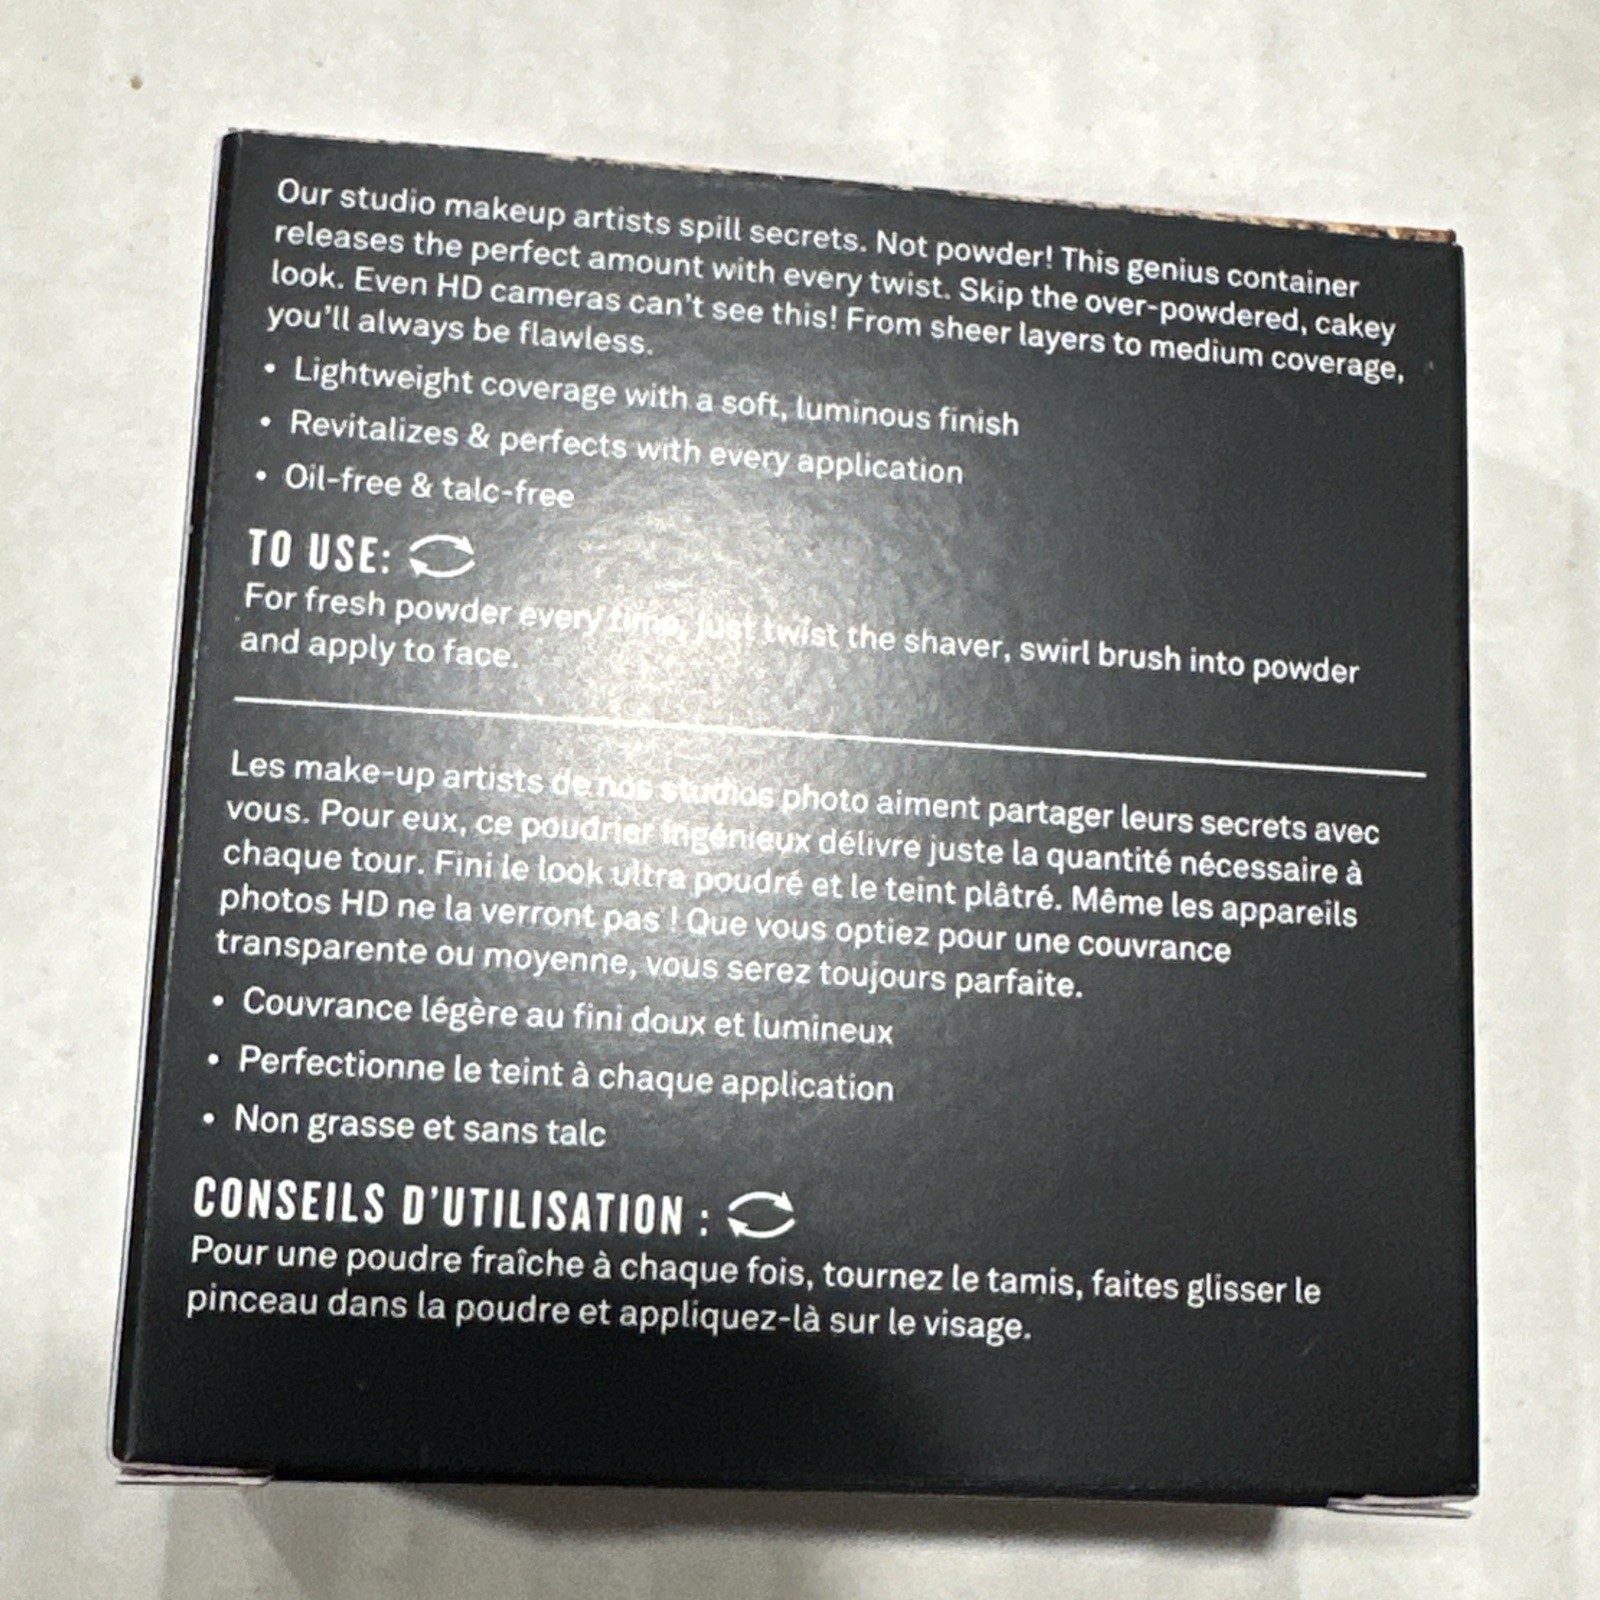 Our studio makeup artists spill secrets. Not powder! This genius container
releases the perfect amount with every twist. Skip the over-powdered, cakey
look. Even HD cameras can't see this! From sheer layers to medium coverage,
you'll always be flawless.
• Lightweight coverage with a soft, luminous finish
• Revitalizes & perfects with every application
• Oil-free & talc-free
TO USE:
For fresh powder every time, just twist the shaver, swirl brush into powder
and apply to face.
Les make-up artists de nos studios photo aiment partager leurs secrets avec
vous. Pour eux, ce poudrier ingénieux délivre juste la quantité nécessaire à
chaque tour. Fini le look ultra poudré et le teint plâtré. Même les appareils
photos HD ne la verront pas ! Que vous optiez pour une couvrance
transparente ou moyenne, vous serez toujours parfaite.
• Couvrance légère au fini doux et lumineux
• Perfectionne le teint à chaque application
• Non grasse et sans talc
CONSEILS D'UTILISATION :
Pour une poudre fraîche à chaque fois, tournez le tamis, faites glisser le
pinceau dans la poudre et appliquez-là sur le visage.